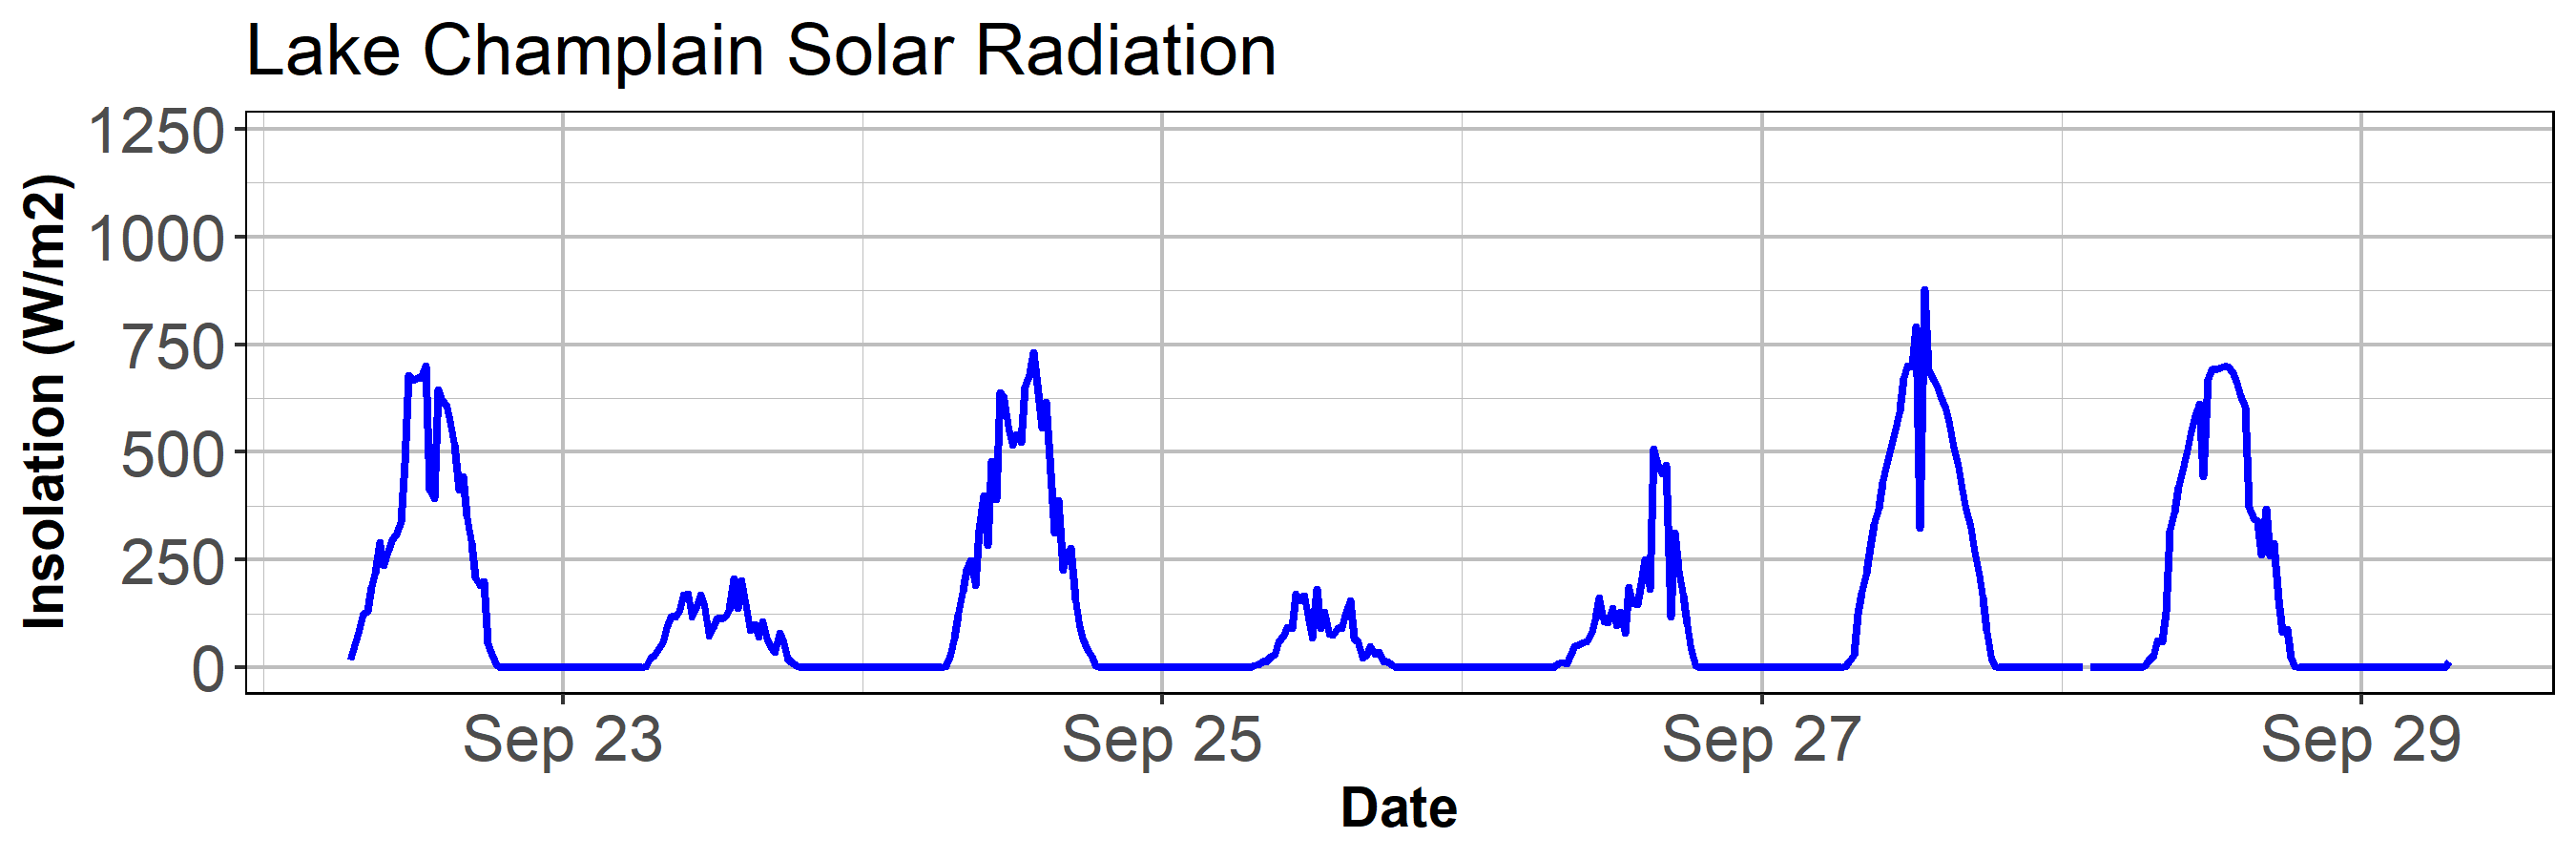 Lake Champlain Solar Radiation
Insolation (W/m2)
1250
1000
750
500
250
0
Sep 23 Sep 25 Sep 27 Sep 29
Date